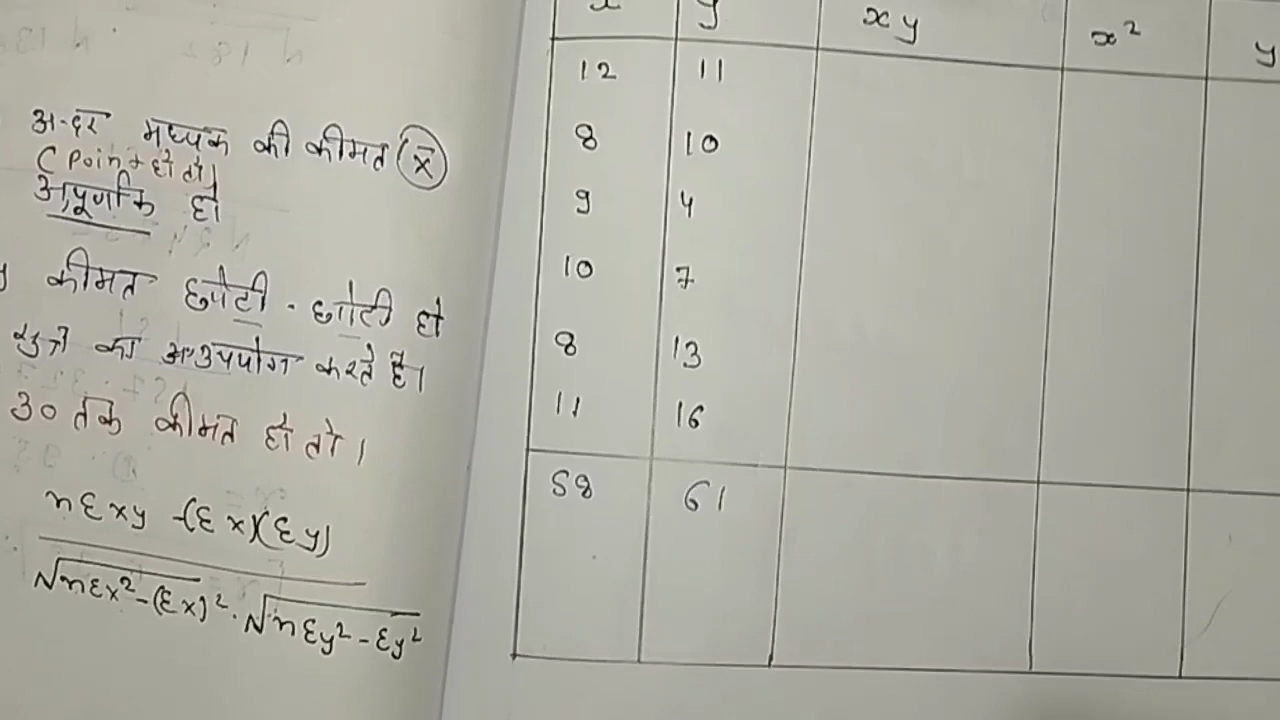 अन्दर मध्यक की कीमत (x̄)
( Point हो तो )
अपूर्णांक हो
y कीमत छोटी - छोटी हो
का उपयोग करते है।
30 तक कीमत हो तो ।
nΣxy -(Σx)(Σy)
√nΣx²-(Σx)² . √nΣy² - Σy²
x y xy x² y
12 11
8 10
9 4
10 7
8 13
11 16
58 61